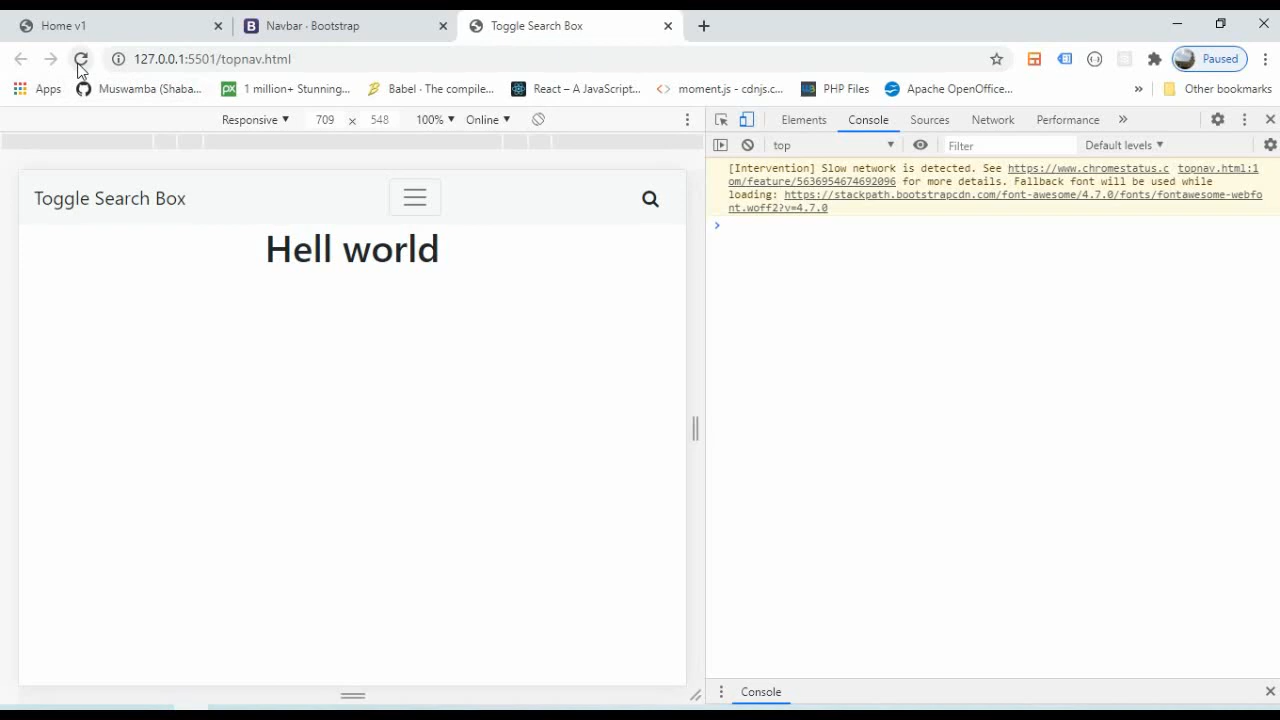 Home v1
Navbar · Bootstrap
Toggle Search Box
127.0.0.1:5501/topnav.html
Paused
Apps
Muswamba (Shaba...
1 million+ Stunning...
Babel · The compile...
React – A JavaScript...
moment.js - cdnjs.c...
PHP Files
Apache OpenOffice...
»
Other bookmarks
Responsive
709 x 548
100%
Online
Elements
Console
Sources
Network
Performance
»
top
Filter
Default levels
Toggle Search Box
Hell world
[Intervention] Slow network is detected. See https://www.chromestatus.c topnav.html:1
om/feature/5636954674692096 for more details. Fallback font will be used while
loading: https://stackpath.bootstrapcdn.com/font-awesome/4.7.0/fonts/fontawesome-webfo
nt.woff2?v=4.7.0
Console